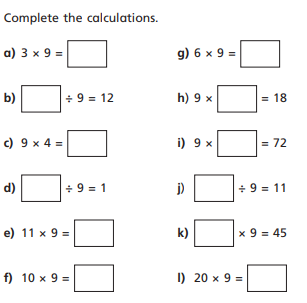 Complete the calculations.
a) 3 × 9 =
b) ÷ 9 = 12
c) 9 × 4 =
d) ÷ 9 = 1
e) 11 × 9 =
f) 10 × 9 =
g) 6 × 9 =
h) 9 × = 18
i) 9 × = 72
j) ÷ 9 = 11
k) × 9 = 45
l) 20 × 9 =